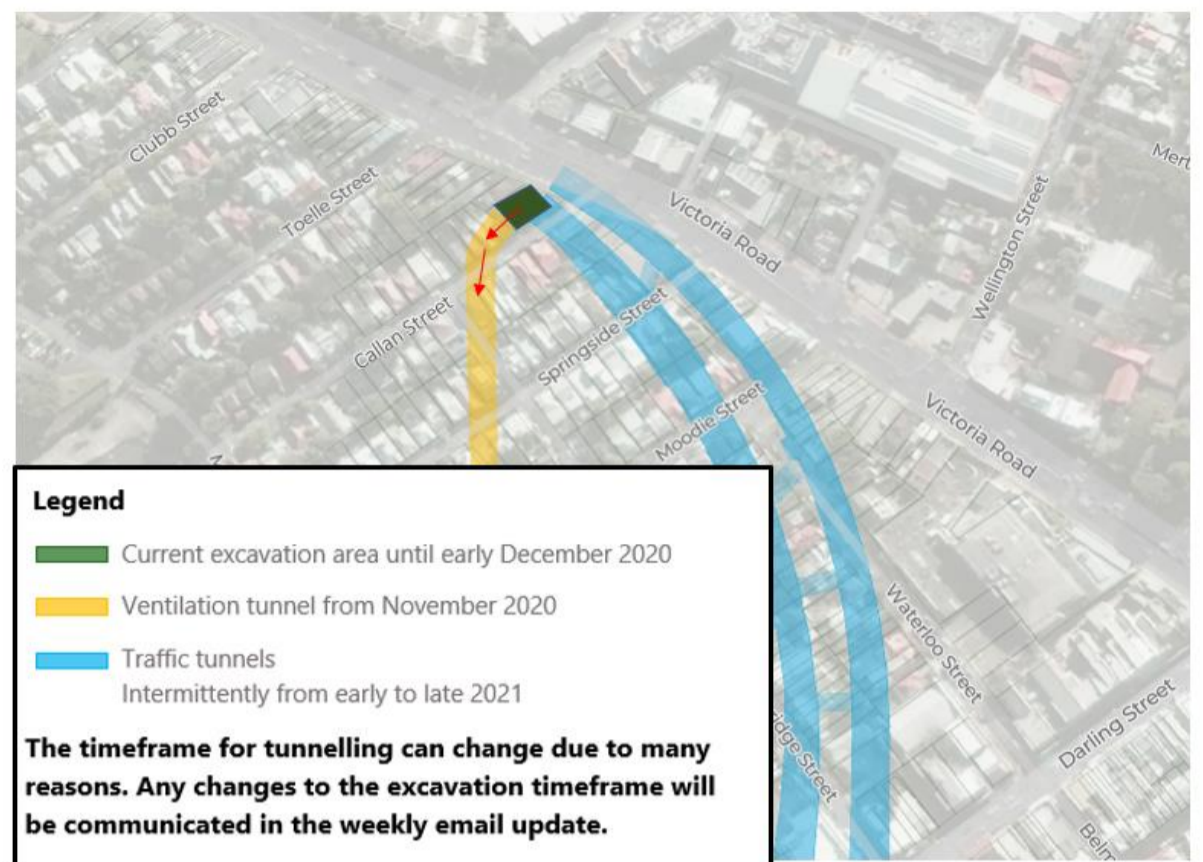 Clubb Street
Toelle Street
Callan Street
Springside Street
Moodie Street
Victoria Road
Wellington Street
Victoria Road
Waterloo Street
Darling Street
Legend
Current excavation area until early December 2020
Ventilation tunnel from November 2020
Traffic tunnels
Intermittently from early to late 2021
The timeframe for tunnelling can change due to many
reasons. Any changes to the excavation timeframe will
be communicated in the weekly email update.